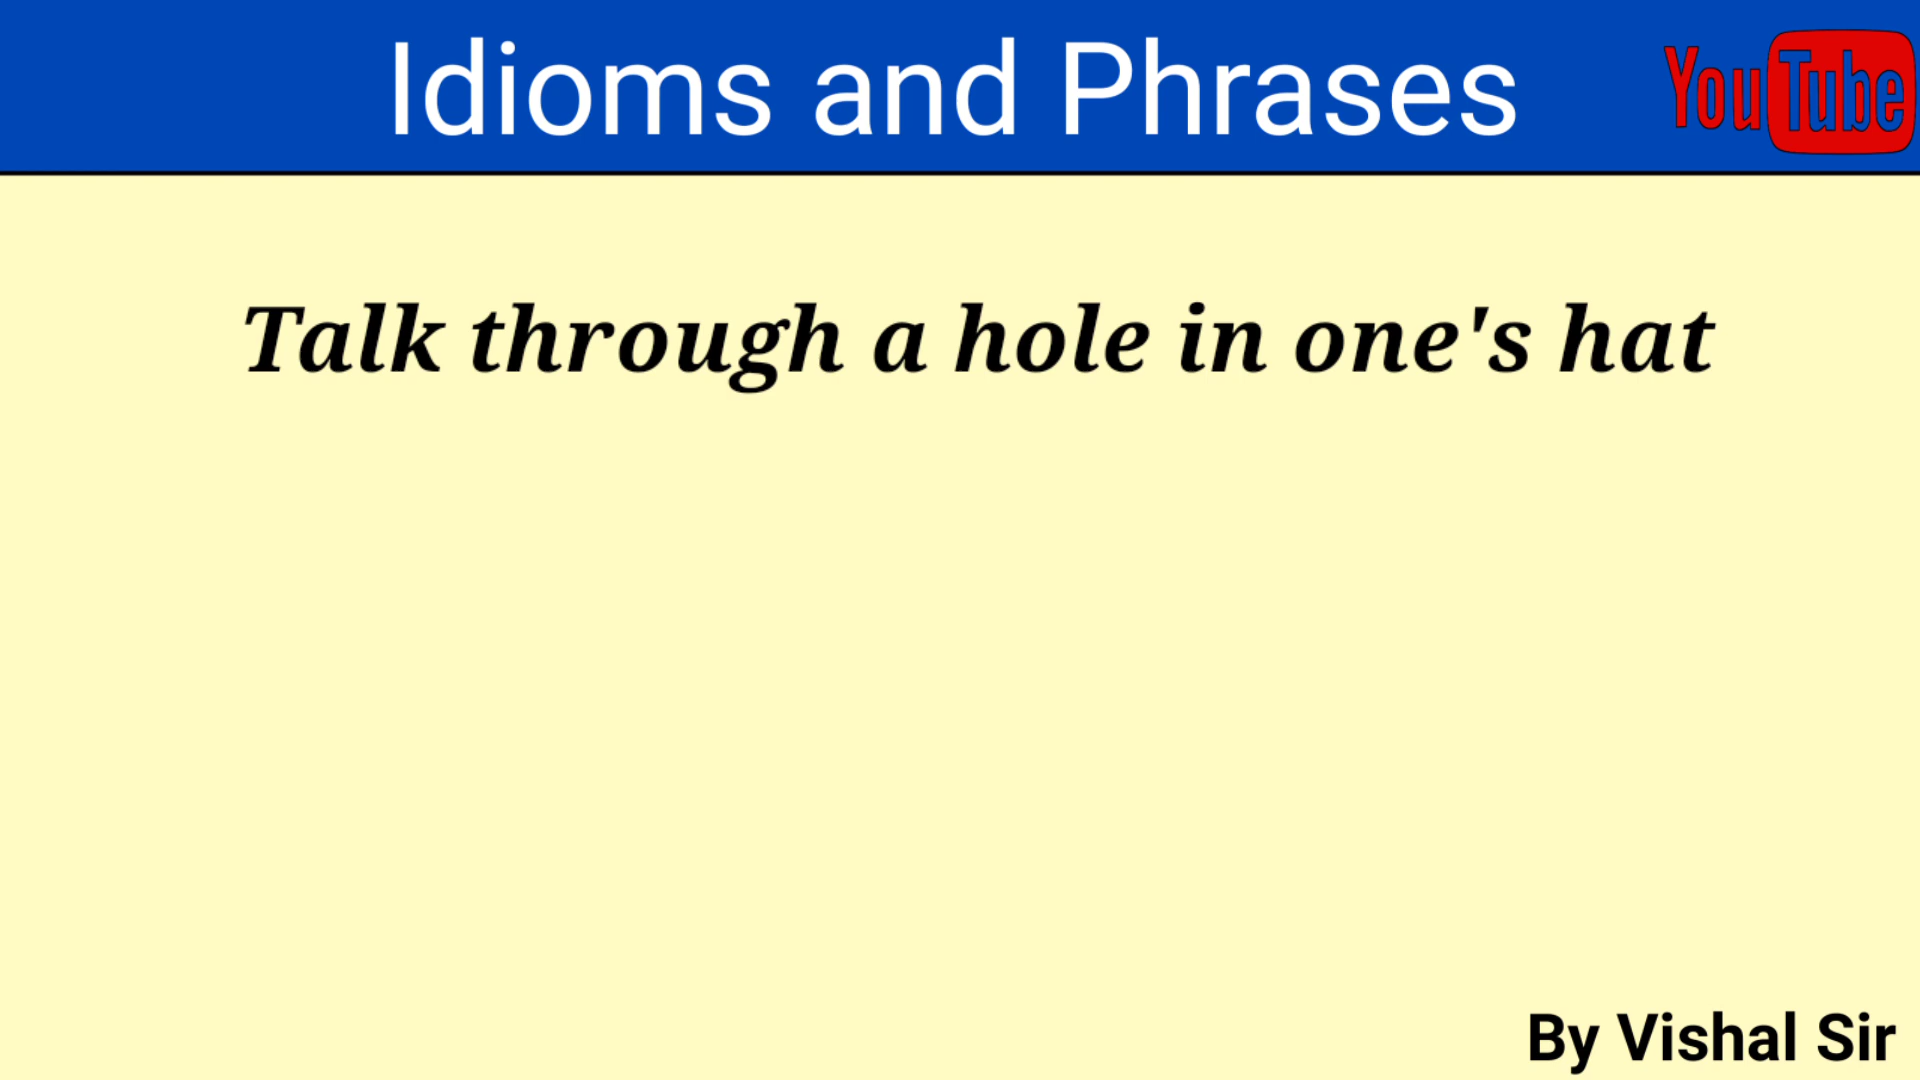 Idioms and Phrases
YouTube
Talk through a hole in one's hat
By Vishal Sir